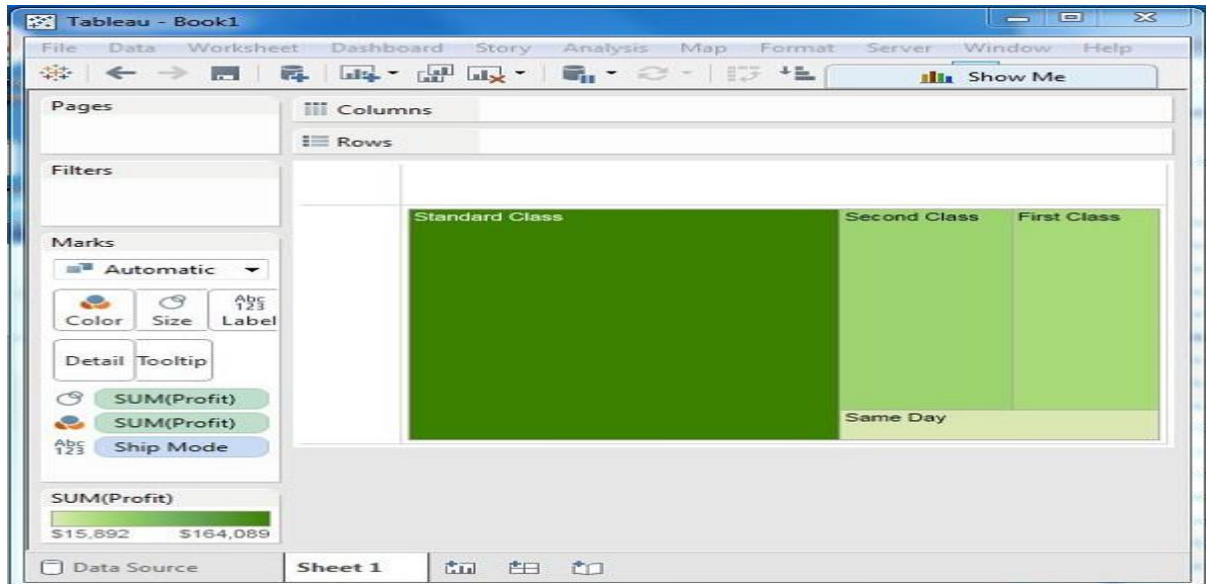 Tableau - Book1
File Data Worksheet Dashboard Story Analysis Map Format Server Window Help
Show Me
Pages
Columns
Rows
Filters
Standard Class
Second Class
First Class
Marks
Automatic
Color
Size
Abc
123
Label
Detail
Tooltip
SUM(Profit)
SUM(Profit)
Abc
123
Ship Mode
Same Day
SUM(Profit)
$15,892 $164,089
Data Source
Sheet 1